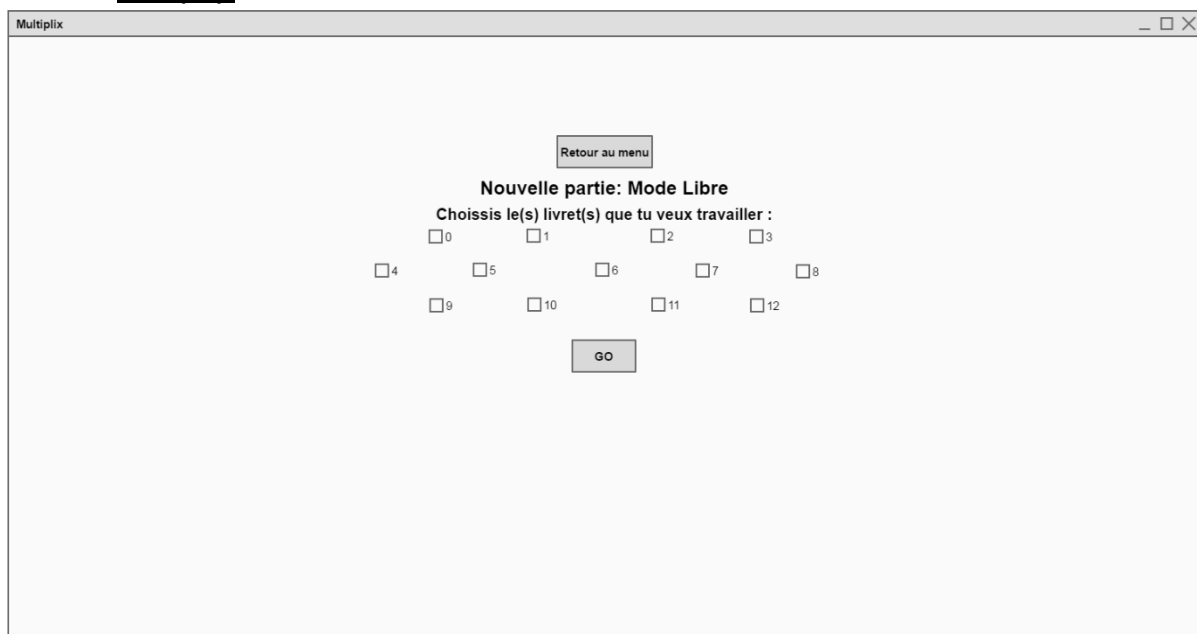 Multiplix
Retour au menu
Nouvelle partie: Mode Libre
Choissis le(s) livret(s) que tu veux travailler :
0 1 2 3
4 5 6 7 8
9 10 11 12
GO